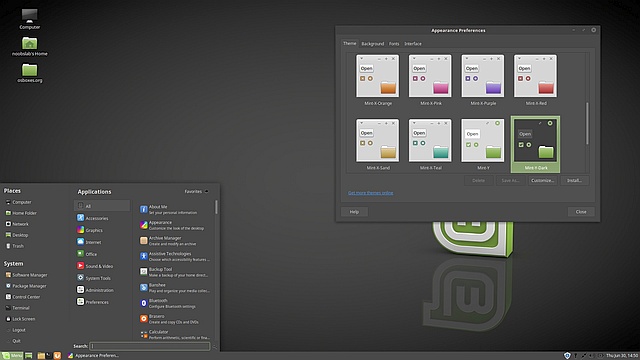 Computer
noobslab's Home
osboxes.org
Appearance Preferences
Theme Background Fonts Interface
Open Open Open Open
Mint-X-Orange Mint-X-Pink Mint-X-Purple Mint-X-Red
Open Open Open Open
Mint-X-Sand Mint-X-Teal Mint-Y Mint-Y-Dark
Delete Save As... Customize... Install...
Get more themes online
Help Close
Places
Computer
Home Folder
Network
Desktop
Trash
System
Software Manager
Package Manager
Control Center
Terminal
Lock Screen
Logout
Quit
Applications Favorites
All
Accessories
Graphics
Internet
Office
Sound & Video
System Tools
Administration
Preferences
About Me
Get your personal information
Appearance
Customize the look of the desktop
Archive Manager
Create and modify an archive
Assistive Technologies
Choose which accessibility features...
Backup Tool
Make a backup of your home direct...
Banshee
Play and organize your media collec...
Bluetooth
Configure Bluetooth settings
Brasero
Create and copy CDs and DVDs
Calculator
Perform arithmetic, scientific or fina...
Search:
Menu Appearance Preferen... Thu Jun 30, 14:50